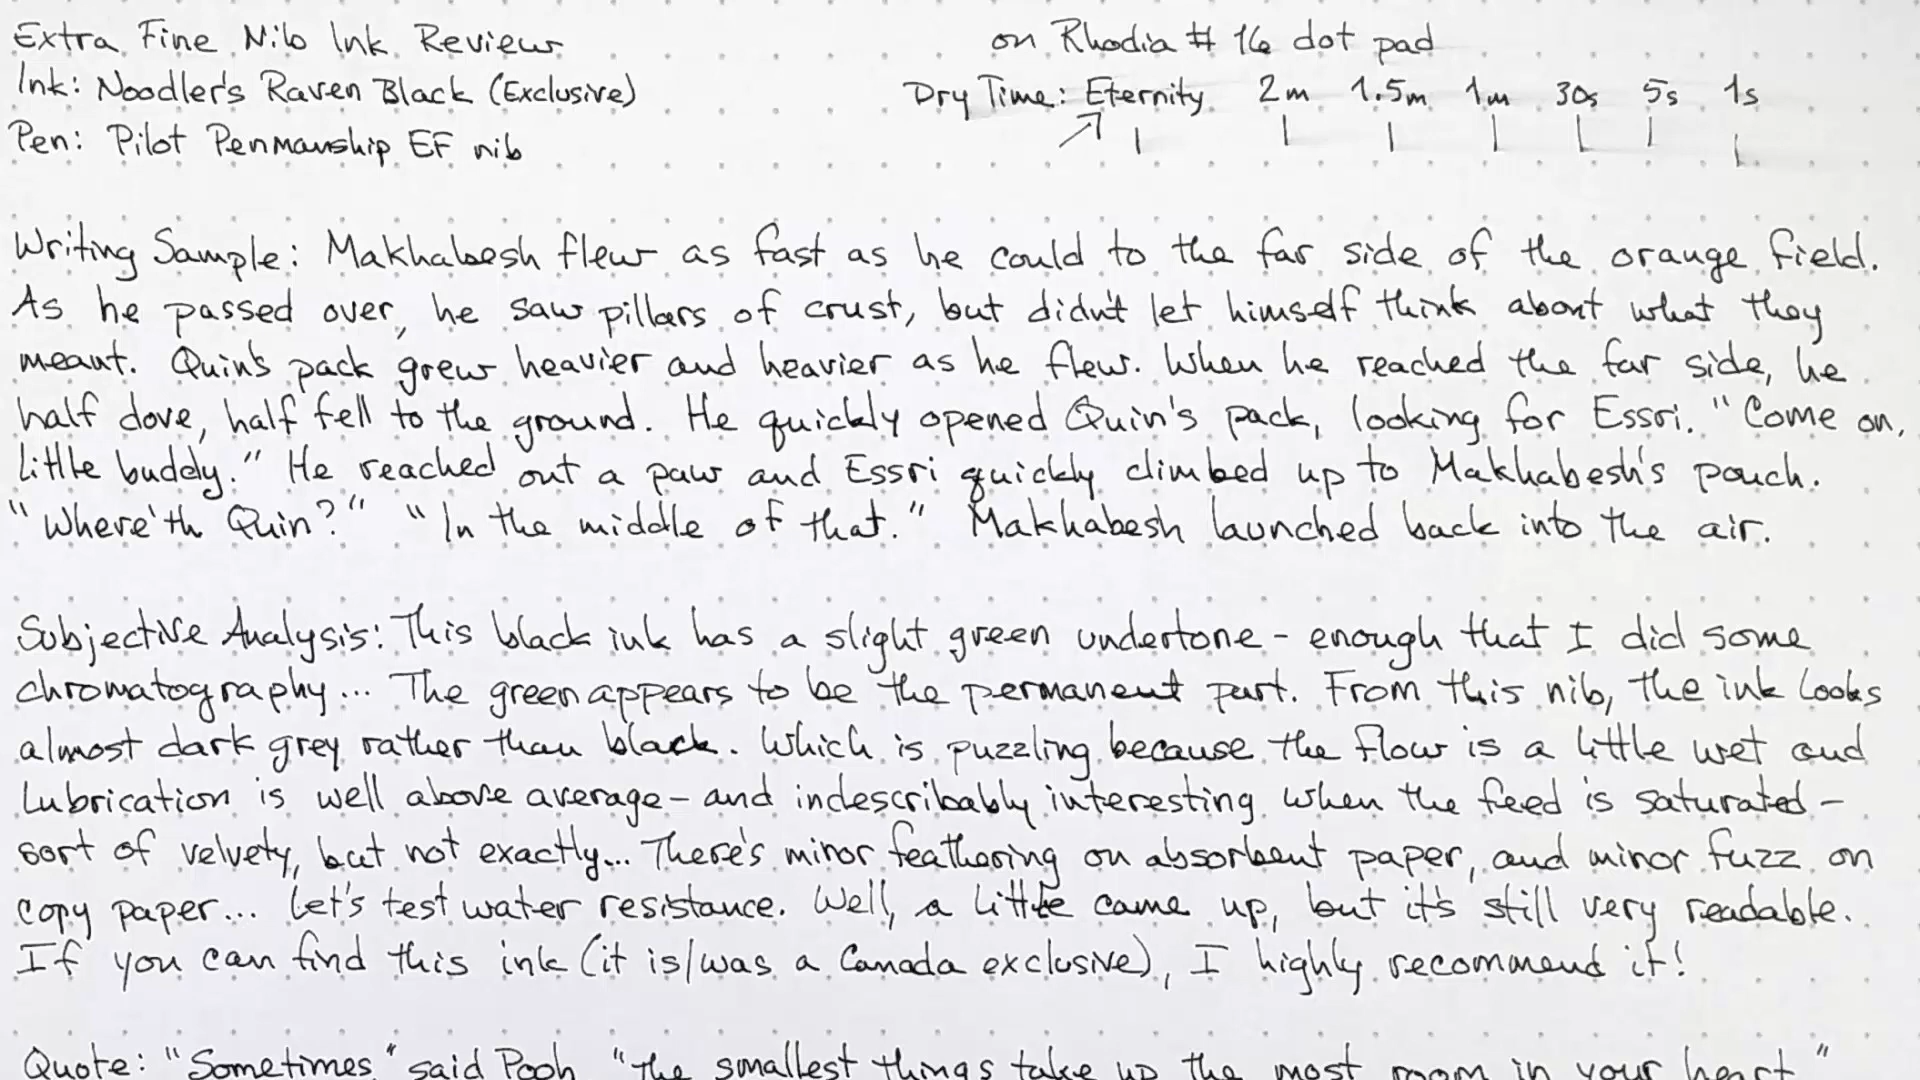 Extra Fine Nib Ink Review
on Rhodia # 16 dot pad
Ink: Noodler's Raven Black (Exclusive)
Dry Time: Eternity 2m 1.5m 1m 30s 5s 1s
Pen: Pilot Penmanship EF nib
Writing Sample: Makhabesh flew as fast as he could to the far side of the orange field.
As he passed over, he saw pillars of crust, but didn't let himself think about what they
meant. Quin's pack grew heavier and heavier as he flew. When he reached the far side, he
half dove, half fell to the ground. He quickly opened Quin's pack, looking for Essri. "Come on,
little buddy." He reached out a paw and Essri quickly climbed up to Makhabesh's pouch.
"Where'th Quin?" "In the middle of that." Makhabesh launched back into the air.
Subjective Analysis: This black ink has a slight green undertone - enough that I did some
chromatography... The green appears to be the permanent part. From this nib, the ink looks
almost dark grey rather than black. Which is puzzling because the flow is a little wet and
Lubrication is well above average - and indescribably interesting when the feed is saturated -
sort of velvety, but not exactly... There's minor feathering on absorbent paper, and minor fuzz on
copy paper... Let's test water resistance. Well, a little came up, but it's still very readable.
If you can find this ink (it is/was a Canada exclusive), I highly recommend it!
Quote: "Sometimes" said Pooh "the smallest things take up the most room in your heart"